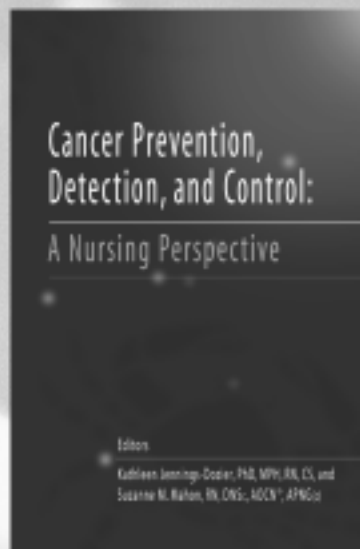 Cancer Prevention,
Detection, and Control:
A Nursing Perspective
Editors
Kathleen Jennings-Dozier, PhD, MPH, RN, CS, and
Suzanne M. Mahon, RN, DNSc, AOCN®, APNG(c)